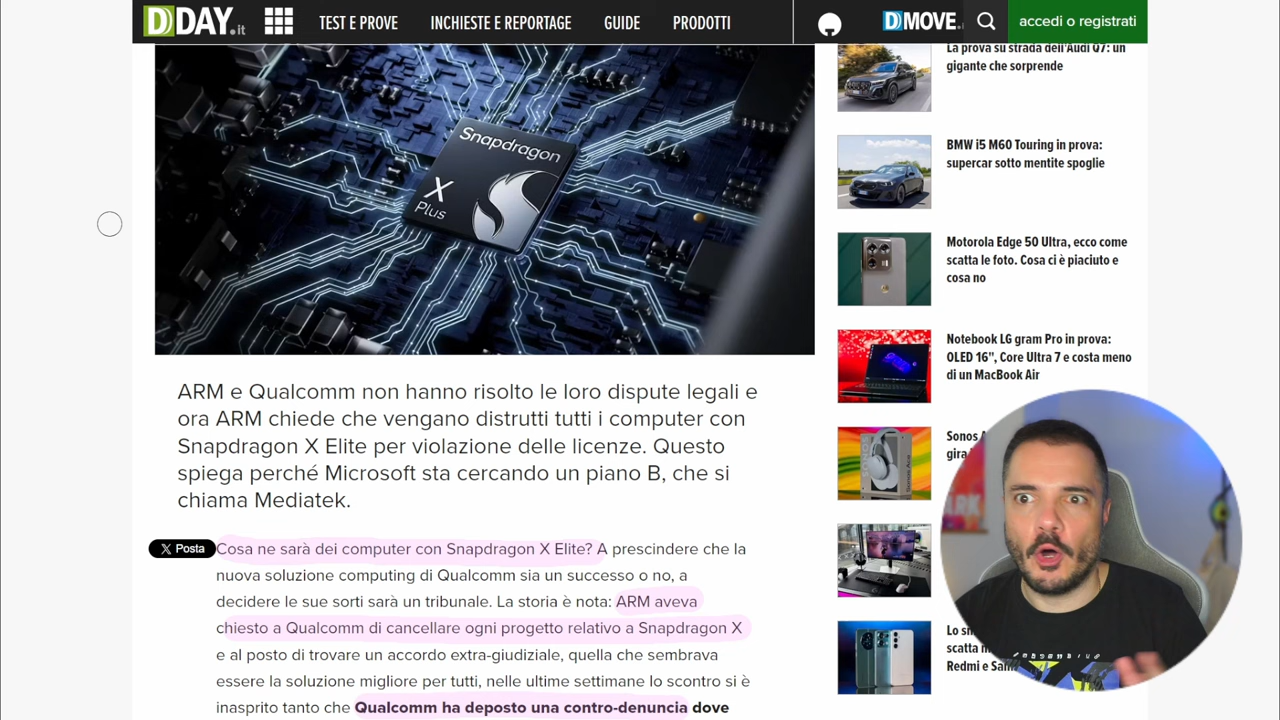 DDAY.it
TEST E PROVE
INCHIESTE E REPORTAGE
GUIDE
PRODOTTI
DMOVE.
accedi o registrati
Snapdragon
X
Plus
ARM e Qualcomm non hanno risolto le loro dispute legali e
ora ARM chiede che vengano distrutti tutti i computer con
Snapdragon X Elite per violazione delle licenze. Questo
spiega perché Microsoft sta cercando un piano B, che si
chiama Mediatek.
X Posta
Cosa ne sarà dei computer con Snapdragon X Elite? A prescindere che la
nuova soluzione computing di Qualcomm sia un successo o no, a
decidere le sue sorti sarà un tribunale. La storia è nota: ARM aveva
chiesto a Qualcomm di cancellare ogni progetto relativo a Snapdragon X
e al posto di trovare un accordo extra-giudiziale, quella che sembrava
essere la soluzione migliore per tutti, nelle ultime settimane lo scontro si è
inasprito tanto che Qualcomm ha deposto una contro-denuncia dove
La prova su strada dell'Audi Q7: un
gigante che sorprende
BMW i5 M60 Touring in prova:
supercar sotto mentite spoglie
Motorola Edge 50 Ultra, ecco come
scatta le foto. Cosa ci è piaciuto e
cosa no
Notebook LG gram Pro in prova:
OLED 16", Core Ultra 7 e costa meno
di un MacBook Air
Sonos
gira
Lo
scatta
Redmi e